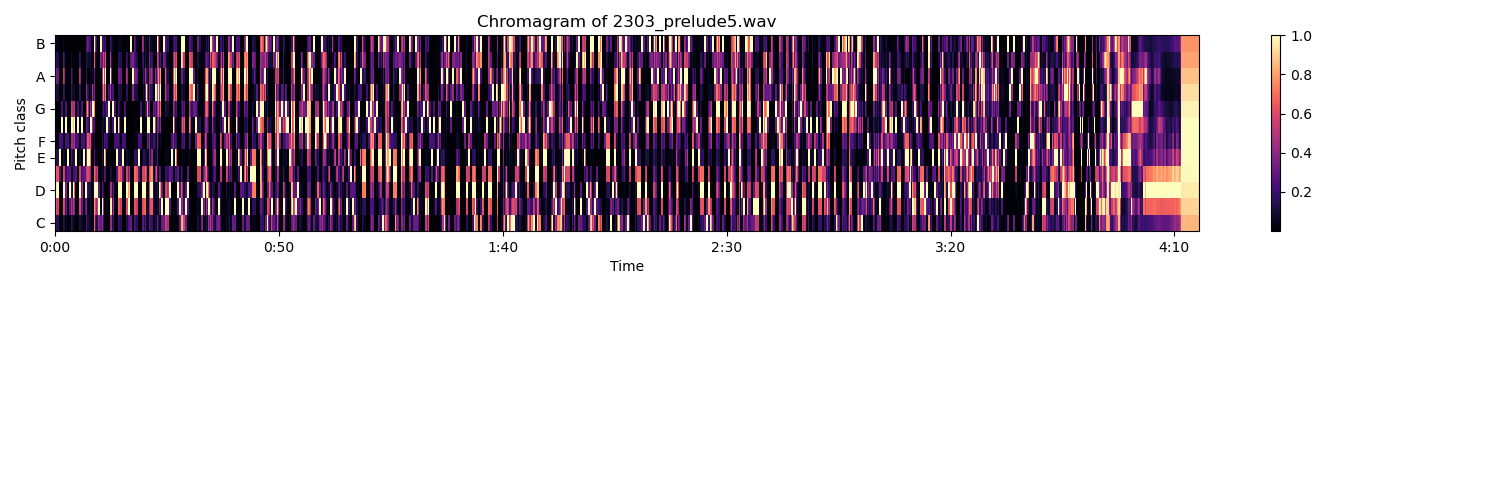 Chromagram of 2303_prelude5.wav
Pitch class
B
A
G
F
E
D
C
0:00 0:50 1:40 2:30 3:20 4:10
Time
1.0
0.8
0.6
0.4
0.2